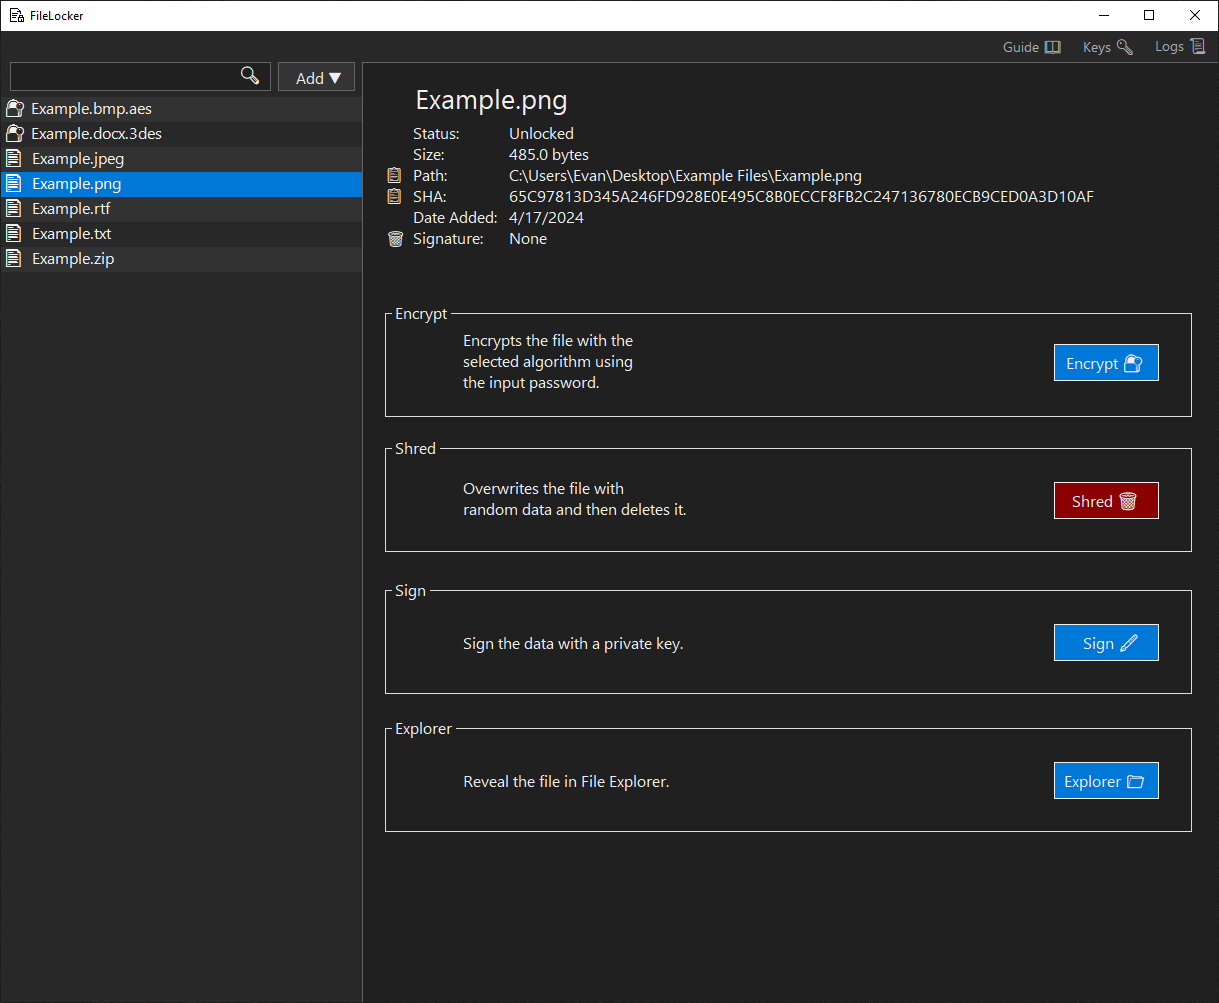 FileLocker
Guide Keys Logs
Add ▼
Example.bmp.aes
Example.docx.3des
Example.jpeg
Example.png
Example.rtf
Example.txt
Example.zip
Example.png
Status: Unlocked
Size: 485.0 bytes
Path: C:\Users\Evan\Desktop\Example Files\Example.png
SHA: 65C97813D345A246FD928E0E495C8B0ECCF8FB2C247136780ECB9CED0A3D10AF
Date Added: 4/17/2024
Signature: None
Encrypt
Encrypts the file with the
selected algorithm using
the input password.
Encrypt
Shred
Overwrites the file with
random data and then deletes it.
Shred
Sign
Sign the data with a private key.
Sign
Explorer
Reveal the file in File Explorer.
Explorer